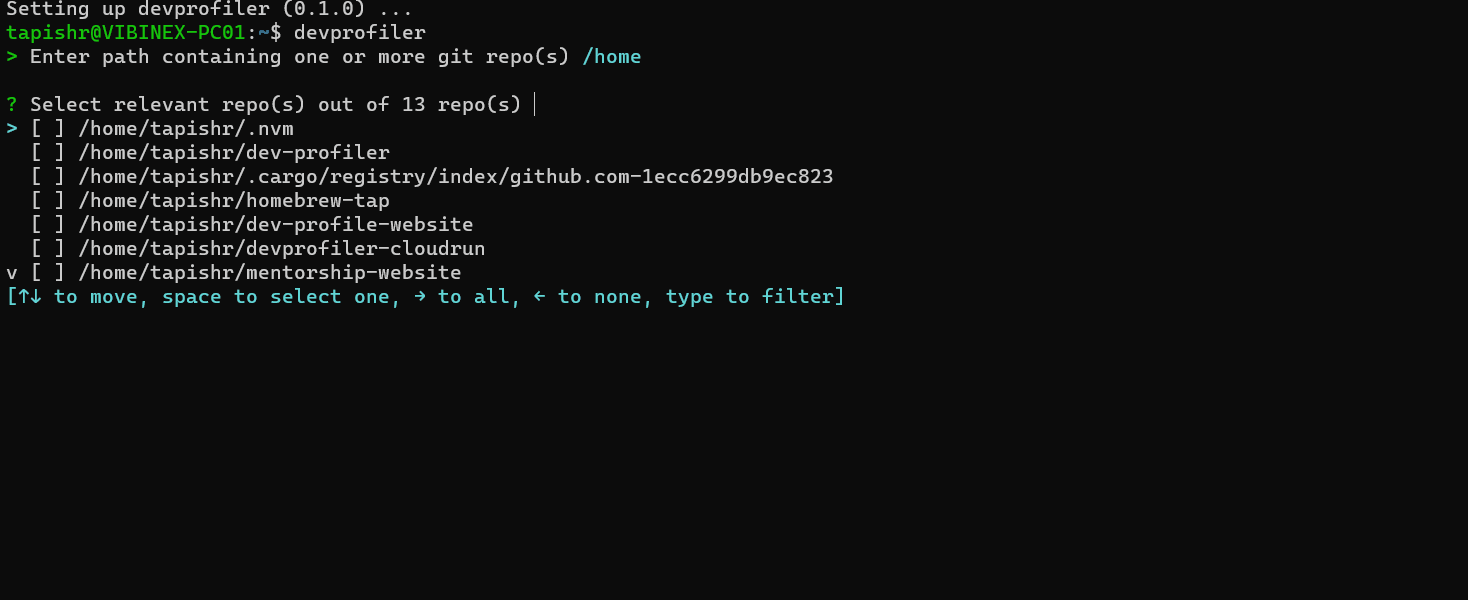 Setting up devprofiler (0.1.0) ...
tapishr@VIBINEX-PC01:~$ devprofiler
> Enter path containing one or more git repo(s) /home
? Select relevant repo(s) out of 13 repo(s)
> [ ] /home/tapishr/.nvm
[ ] /home/tapishr/dev-profiler
[ ] /home/tapishr/.cargo/registry/index/github.com-1ecc6299db9ec823
[ ] /home/tapishr/homebrew-tap
[ ] /home/tapishr/dev-profile-website
[ ] /home/tapishr/devprofiler-cloudrun
v [ ] /home/tapishr/mentorship-website
[↑↓ to move, space to select one, → to all, ← to none, type to filter]